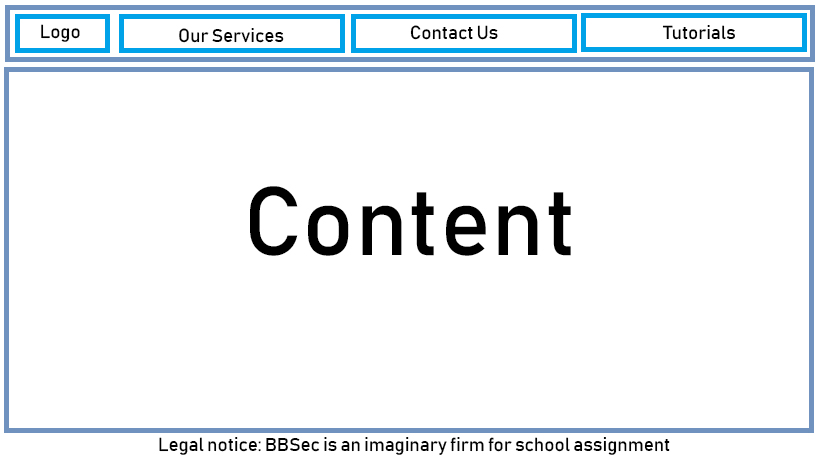 Logo
Our Services
Contact Us
Tutorials
Content
Legal notice: BBSec is an imaginary firm for school assignment